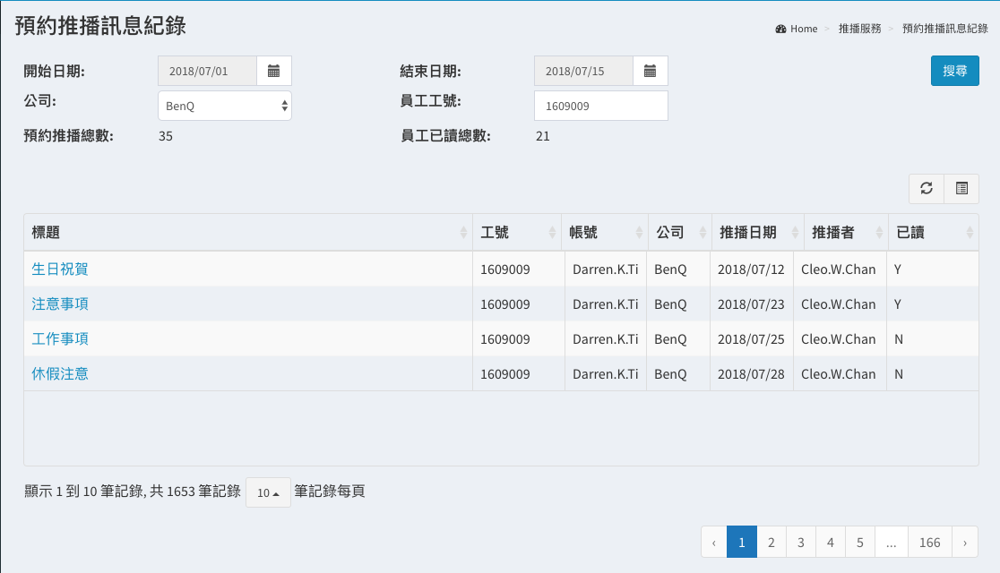 預約推播訊息紀錄
Home > 推播服務 > 預約推播訊息紀錄
開始日期: 2018/07/01 結束日期: 2018/07/15 搜尋
公司: BenQ 員工工號: 1609009
預約推播總數: 35 員工已讀總數: 21
標題 工號 帳號 公司 推播日期 推播者 已讀
生日祝賀 1609009 Darren.K.Ti BenQ 2018/07/12 Cleo.W.Chan Y
注意事項 1609009 Darren.K.Ti BenQ 2018/07/23 Cleo.W.Chan Y
工作事項 1609009 Darren.K.Ti BenQ 2018/07/25 Cleo.W.Chan N
休假注意 1609009 Darren.K.Ti BenQ 2018/07/28 Cleo.W.Chan N
顯示 1 到 10 筆記錄, 共 1653 筆記錄 10 筆記錄每頁
‹ 1 2 3 4 5 ... 166 ›